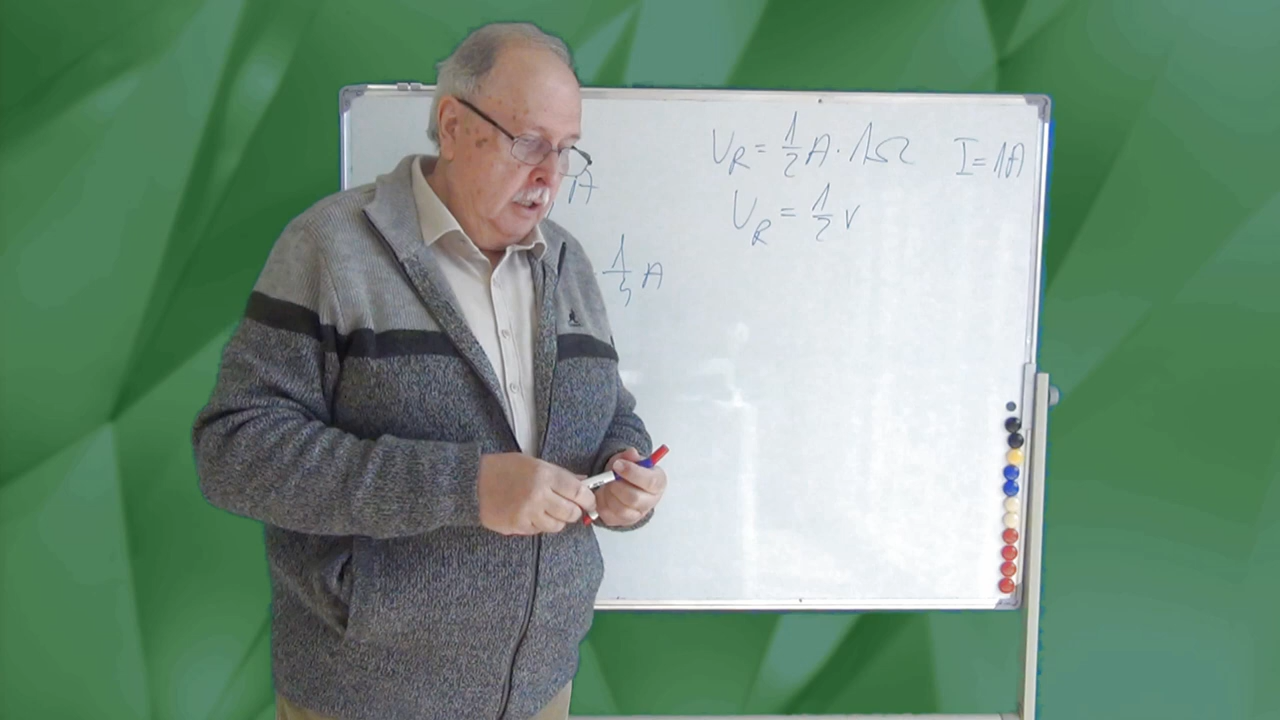 U_R = 1/2 A · 1Ω
I = 1A
A
U_R = 1/2 V
A